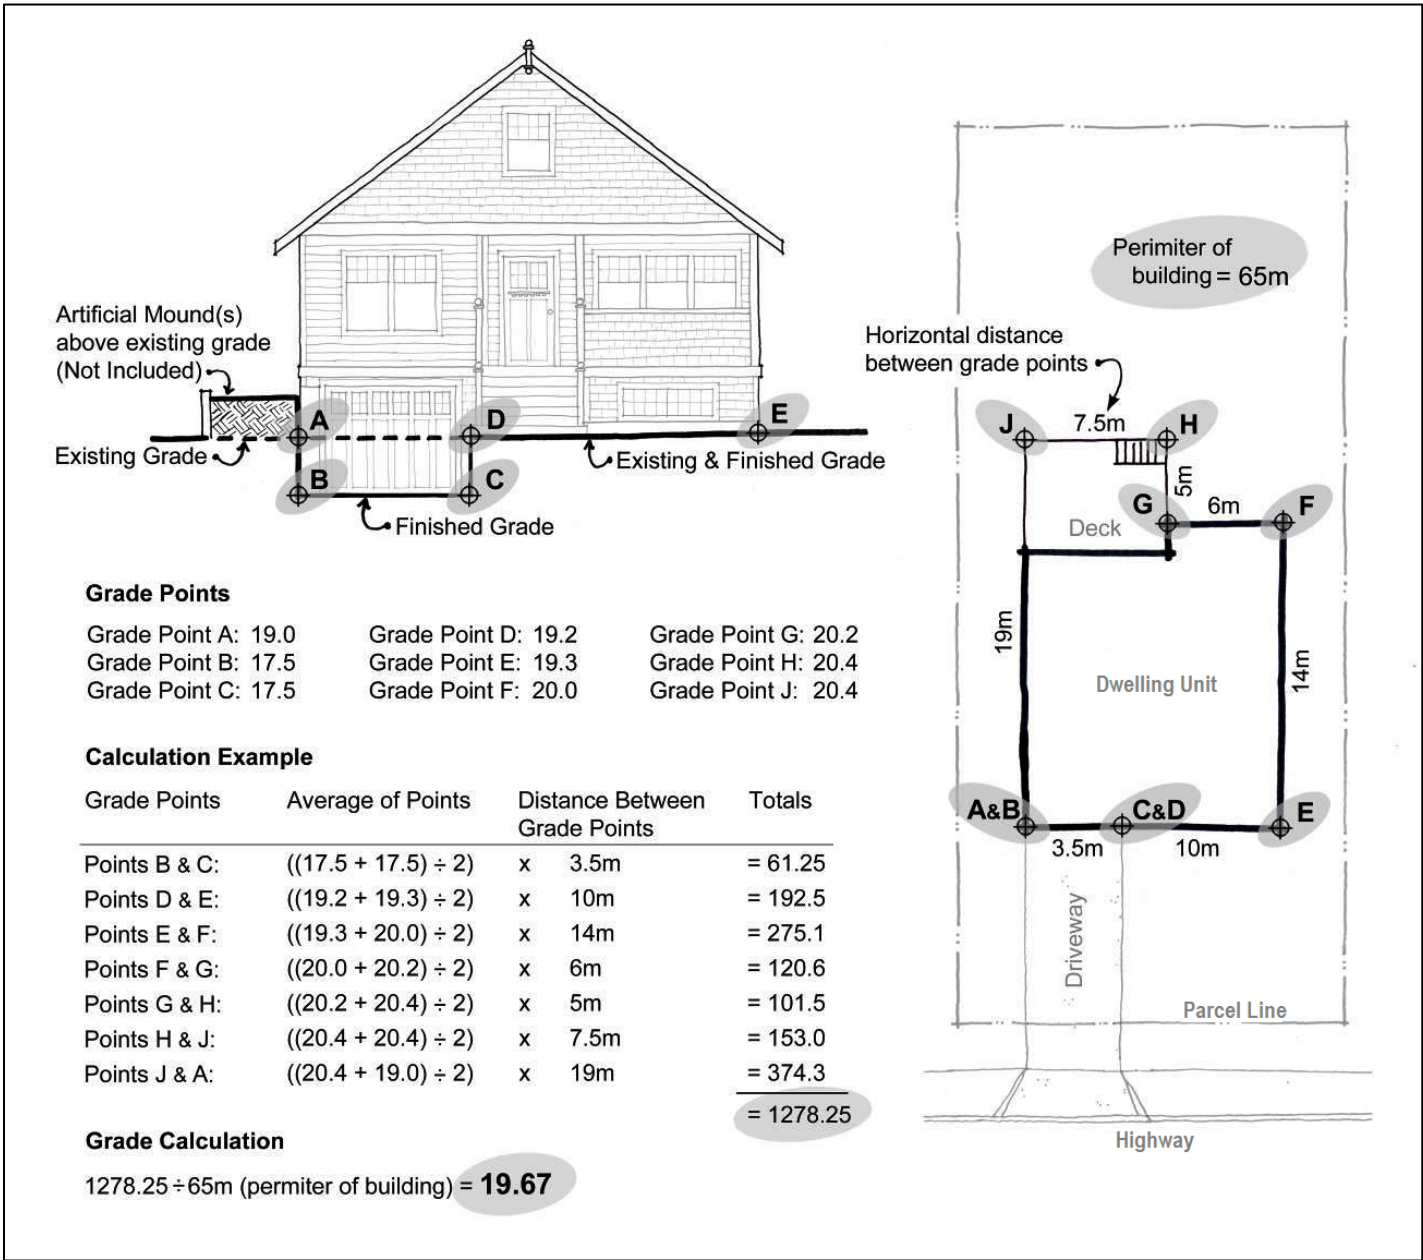 Artificial Mound(s)
above existing grade
(Not Included)
A
D
E
Existing Grade
B
C
Existing & Finished Grade
Finished Grade
Perimiter of
building = 65m
Horizontal distance
between grade points
J
7.5m
H
5m
G
6m
F
Deck
19m
14m
Dwelling Unit
A&B
C&D
E
3.5m
10m
Driveway
Parcel Line
Highway
Grade Points
Grade Point A: 19.0 Grade Point D: 19.2 Grade Point G: 20.2
Grade Point B: 17.5 Grade Point E: 19.3 Grade Point H: 20.4
Grade Point C: 17.5 Grade Point F: 20.0 Grade Point J: 20.4
Calculation Example
Grade Points Average of Points Distance Between Totals
Grade Points
Points B & C: ((17.5 + 17.5) ÷ 2) x 3.5m = 61.25
Points D & E: ((19.2 + 19.3) ÷ 2) x 10m = 192.5
Points E & F: ((19.3 + 20.0) ÷ 2) x 14m = 275.1
Points F & G: ((20.0 + 20.2) ÷ 2) x 6m = 120.6
Points G & H: ((20.2 + 20.4) ÷ 2) x 5m = 101.5
Points H & J: ((20.4 + 20.4) ÷ 2) x 7.5m = 153.0
Points J & A: ((20.4 + 19.0) ÷ 2) x 19m = 374.3
= 1278.25
Grade Calculation
1278.25 ÷ 65m (permiter of building) = 19.67